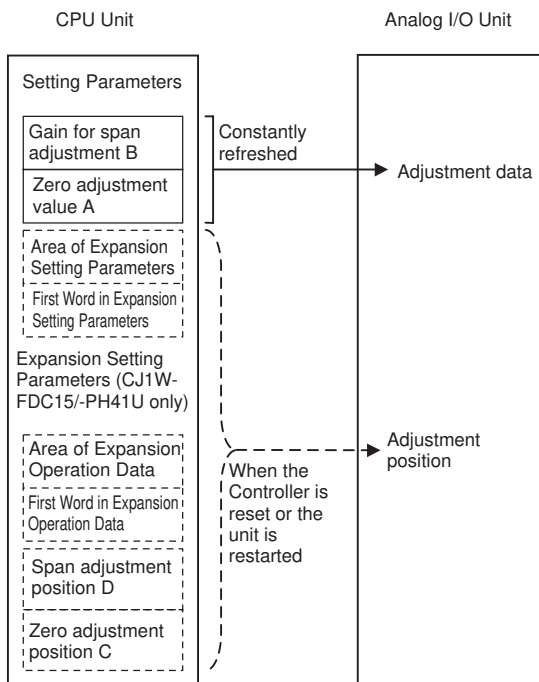 CPU Unit
Analog I/O Unit
Setting Parameters
Gain for span
adjustment B
Zero adjustment
value A
Constantly
refreshed
Adjustment data
Area of Expansion
Setting Parameters
First Word in Expansion
Setting Parameters
Expansion Setting
Parameters (CJ1W-
FDC15/-PH41U only)
Area of Expansion
Operation Data
First Word in Expansion
Operation Data
Span adjustment
position D
Zero adjustment
position C
When the
Controller is
reset or the
unit is
restarted
Adjustment
position